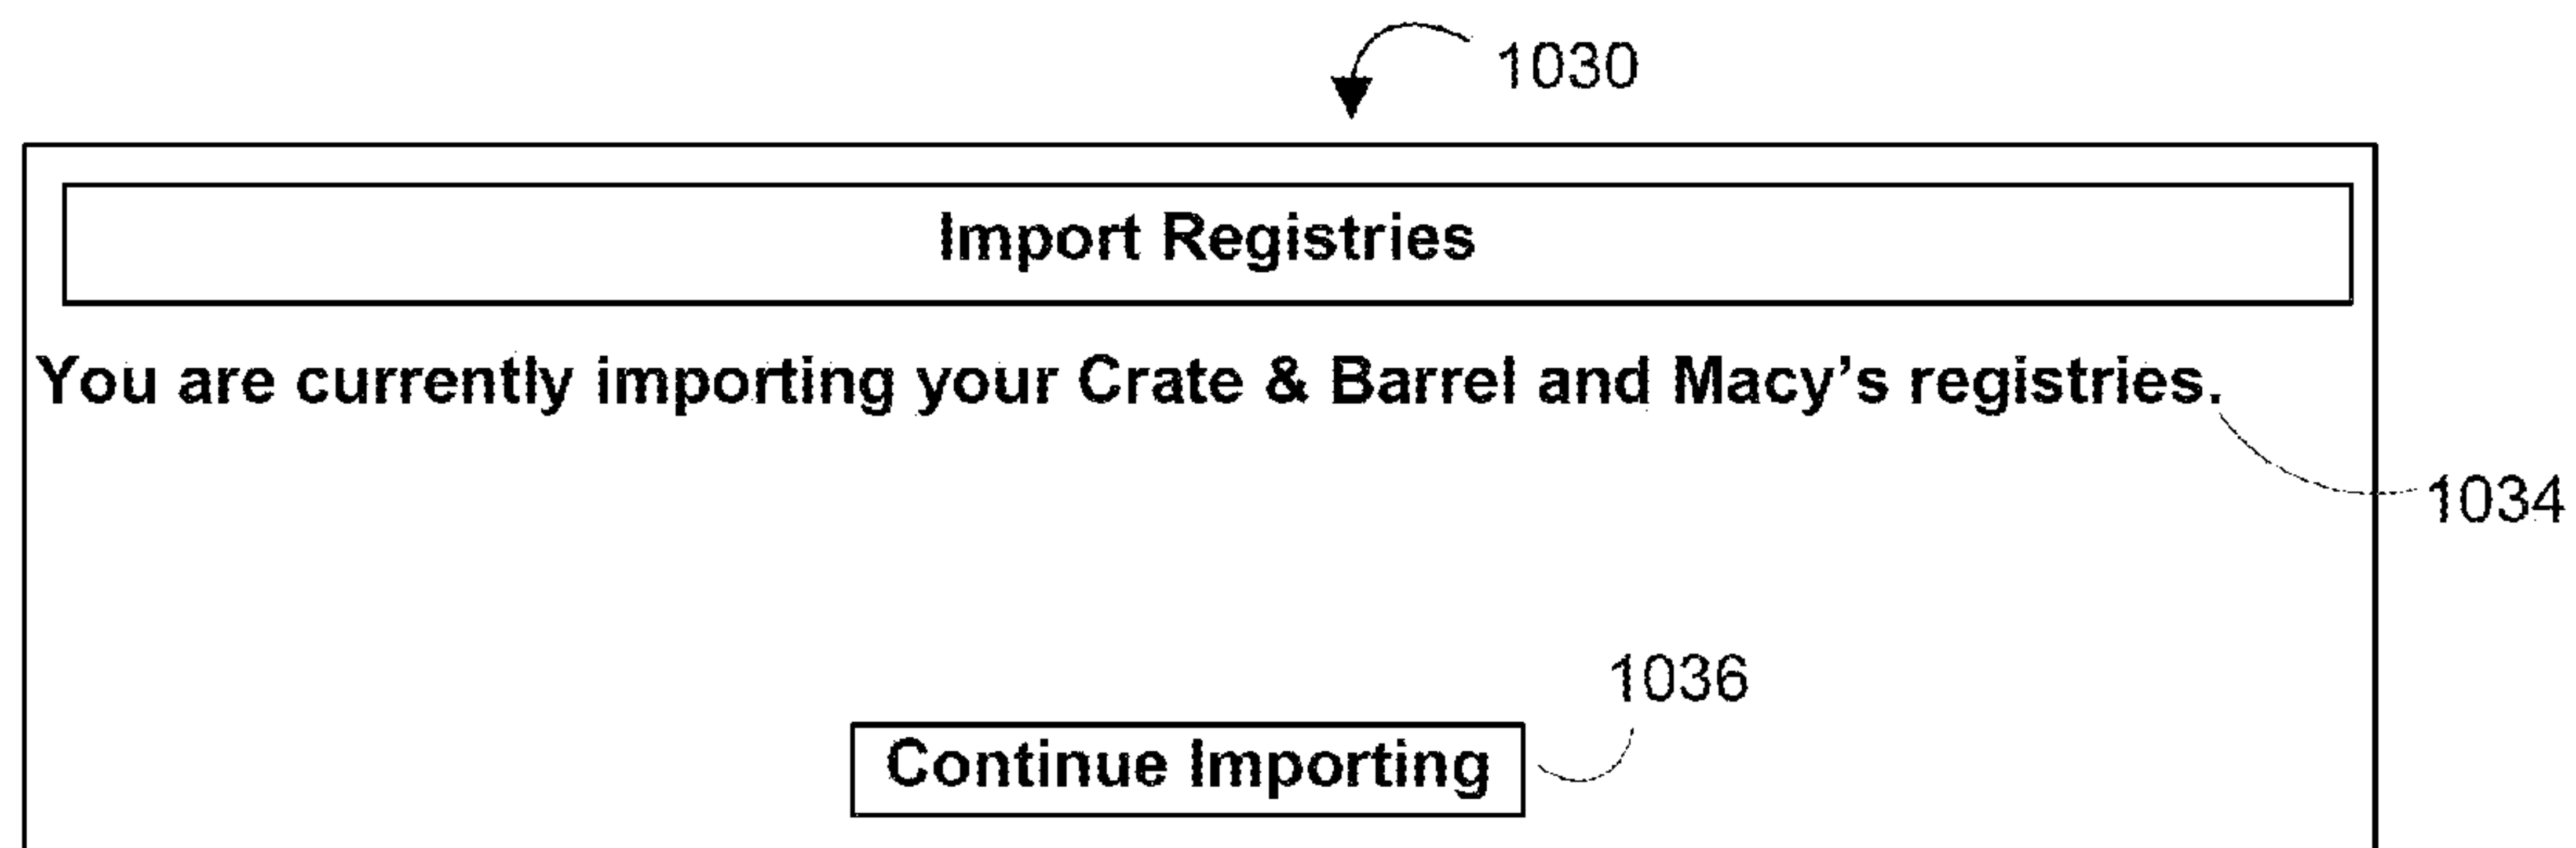 1030
Import Registries
You are currently importing your Crate & Barrel and Macy’s registries.
1034
1036
Continue Importing